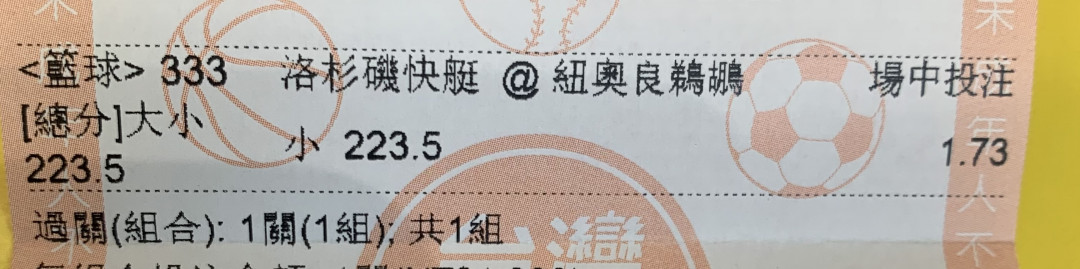 <籃球> 333 洛杉磯快艇 @ 紐奧良鵜鶘 場中投注
[總分]大小
小 223.5 1.73
223.5
過關(組合): 1關(1組); 共1組